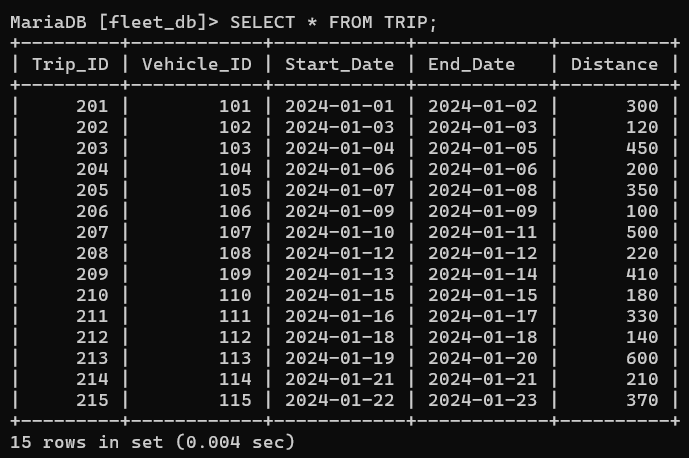 MariaDB [fleet_db]> SELECT * FROM TRIP;
+---------+------------+------------+------------+----------+
| Trip_ID | Vehicle_ID | Start_Date | End_Date   | Distance |
+---------+------------+------------+------------+----------+
|     201 |        101 | 2024-01-01 | 2024-01-02 |      300 |
|     202 |        102 | 2024-01-03 | 2024-01-03 |      120 |
|     203 |        103 | 2024-01-04 | 2024-01-05 |      450 |
|     204 |        104 | 2024-01-06 | 2024-01-06 |      200 |
|     205 |        105 | 2024-01-07 | 2024-01-08 |      350 |
|     206 |        106 | 2024-01-09 | 2024-01-09 |      100 |
|     207 |        107 | 2024-01-10 | 2024-01-11 |      500 |
|     208 |        108 | 2024-01-12 | 2024-01-12 |      220 |
|     209 |        109 | 2024-01-13 | 2024-01-14 |      410 |
|     210 |        110 | 2024-01-15 | 2024-01-15 |      180 |
|     211 |        111 | 2024-01-16 | 2024-01-17 |      330 |
|     212 |        112 | 2024-01-18 | 2024-01-18 |      140 |
|     213 |        113 | 2024-01-19 | 2024-01-20 |      600 |
|     214 |        114 | 2024-01-21 | 2024-01-21 |      210 |
|     215 |        115 | 2024-01-22 | 2024-01-23 |      370 |
+---------+------------+------------+------------+----------+
15 rows in set (0.004 sec)